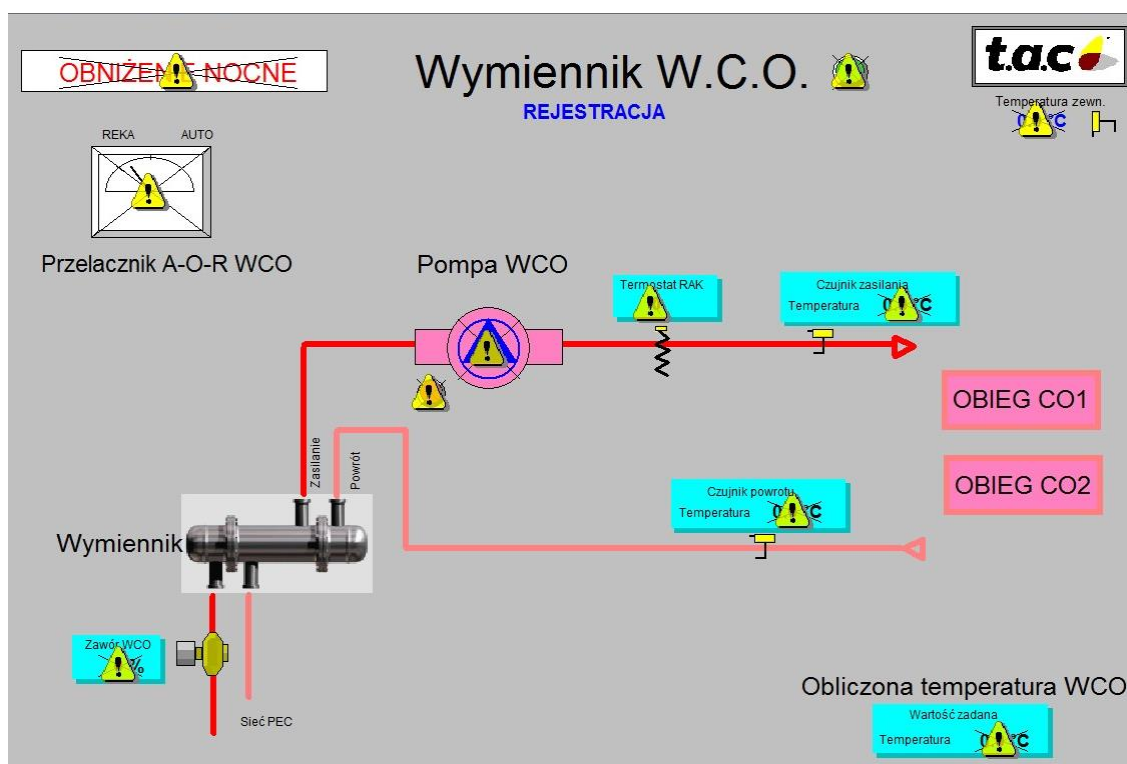 OBNIŻENIE NOCNE
Wymiennik W.C.O.
REJESTRACJA
t.a.c
Temperatura zewn.
°C
REKA AUTO
Przelacznik A-O-R WCO
Pompa WCO
Termostat RAK
Czujnik zasilania
Temperatura °C
OBIEG CO1
OBIEG CO2
Zasilanie
Powrót
Czujnik powrotu
Temperatura °C
Wymiennik
Zawór WCO
%
Sieć PEC
Obliczona temperatura WCO
Wartość zadana
Temperatura °C